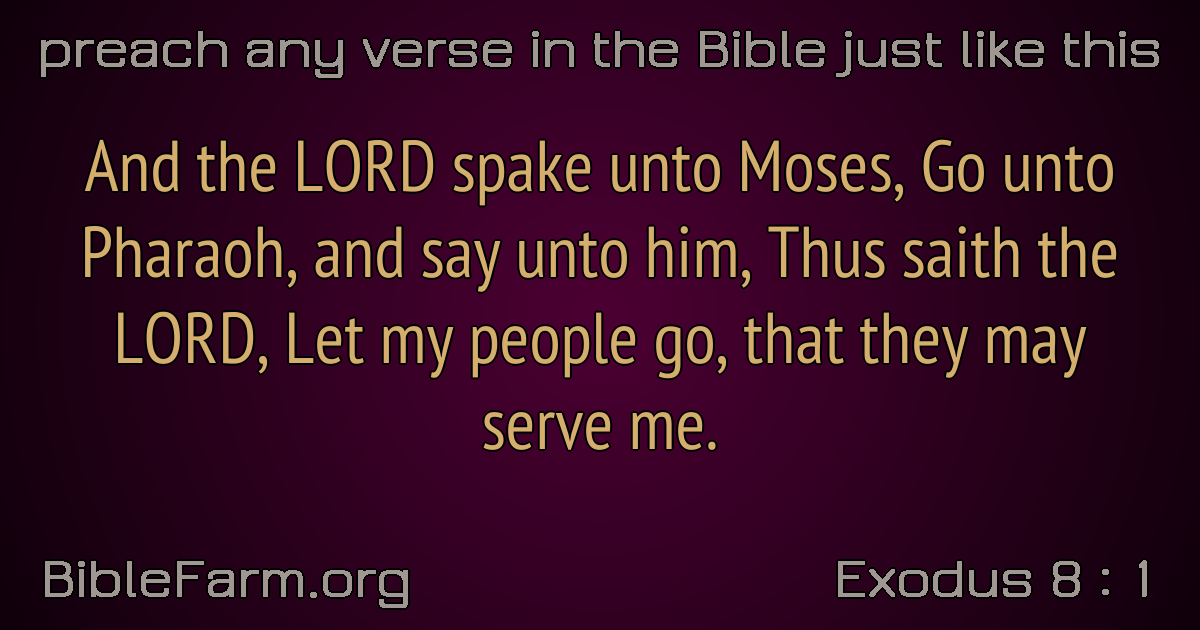 preach any verse in the Bible just like this
And the LORD spake unto Moses, Go unto
Pharaoh, and say unto him, Thus saith the
LORD, Let my people go, that they may
serve me.
BibleFarm.org
Exodus 8 : 1